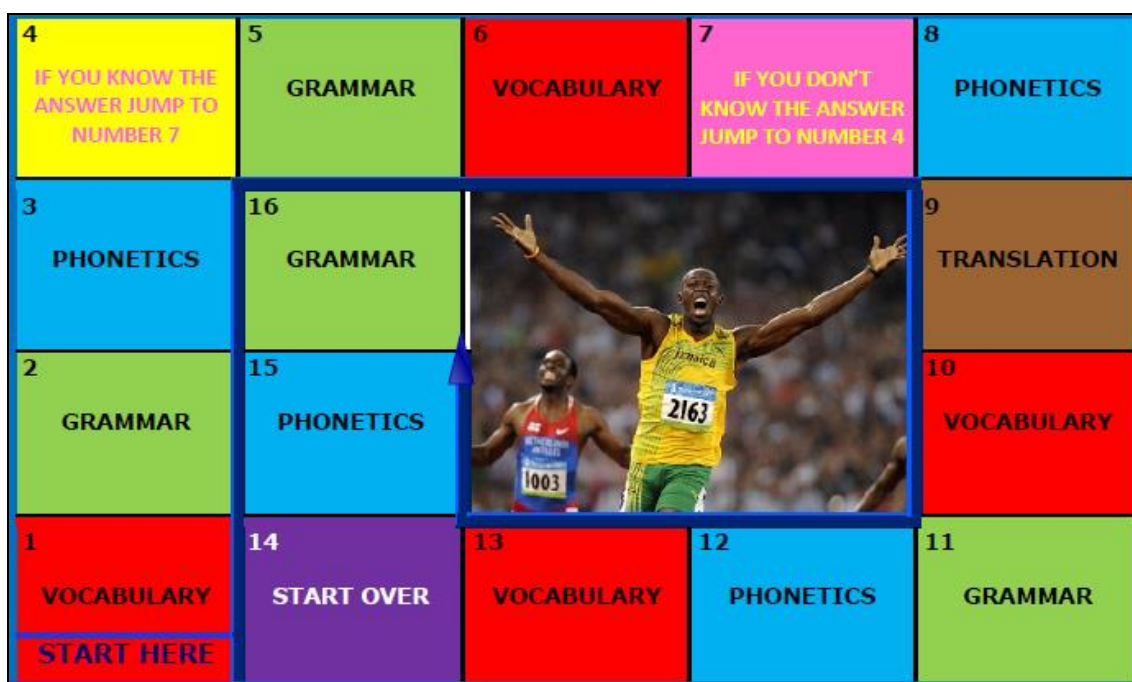 4
IF YOU KNOW THE
ANSWER JUMP TO
NUMBER 7
5
GRAMMAR
6
VOCABULARY
7
IF YOU DON'T
KNOW THE ANSWER
JUMP TO NUMBER 4
8
PHONETICS
3
PHONETICS
16
GRAMMAR
9
TRANSLATION
2
GRAMMAR
15
PHONETICS
JAMAICA
2163
NETHERLANDS
ANTILLES
1003
10
VOCABULARY
1
VOCABULARY
START HERE
14
START OVER
13
VOCABULARY
12
PHONETICS
11
GRAMMAR